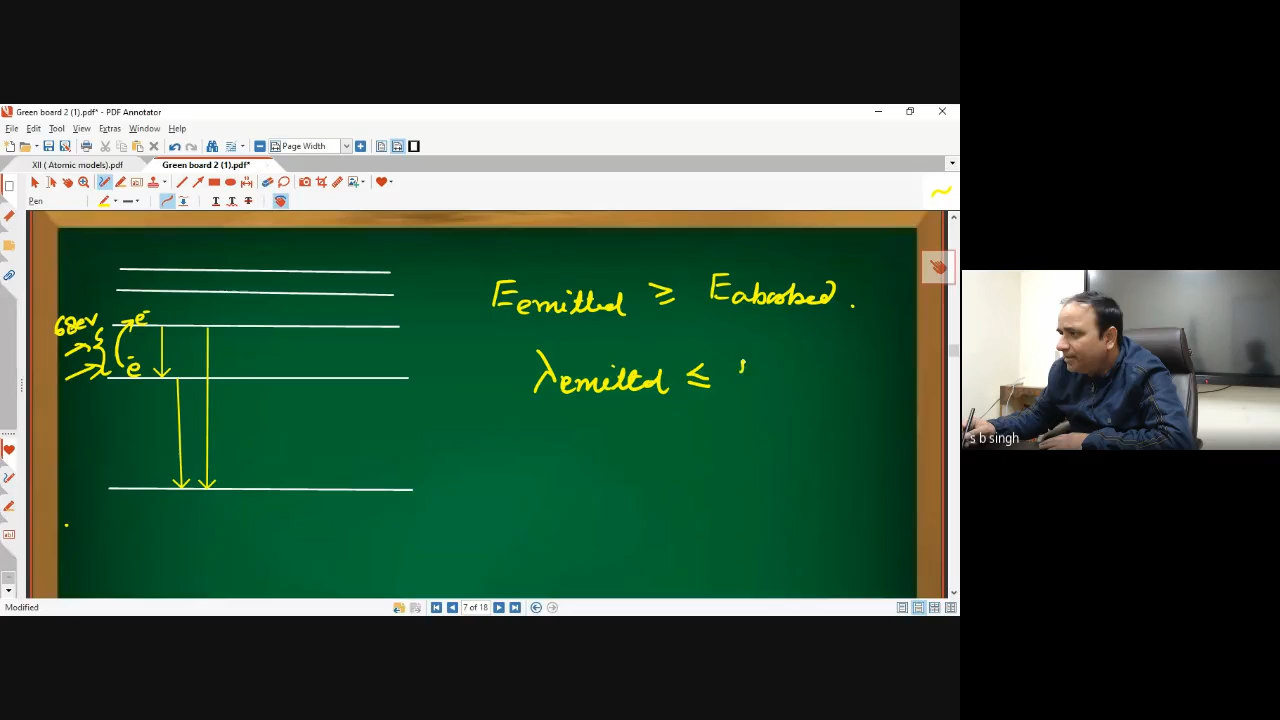 Green board 2 (1).pdf* - PDF Annotator
File Edit Tool View Extras Window Help
Page Width
XII ( Atomic models).pdf
Green board 2 (1).pdf*
Pen
68ev
e-
e-
Eemitted ≥ Eabsorbed.
λemitted ≤
s b singh
7 of 18
Modified